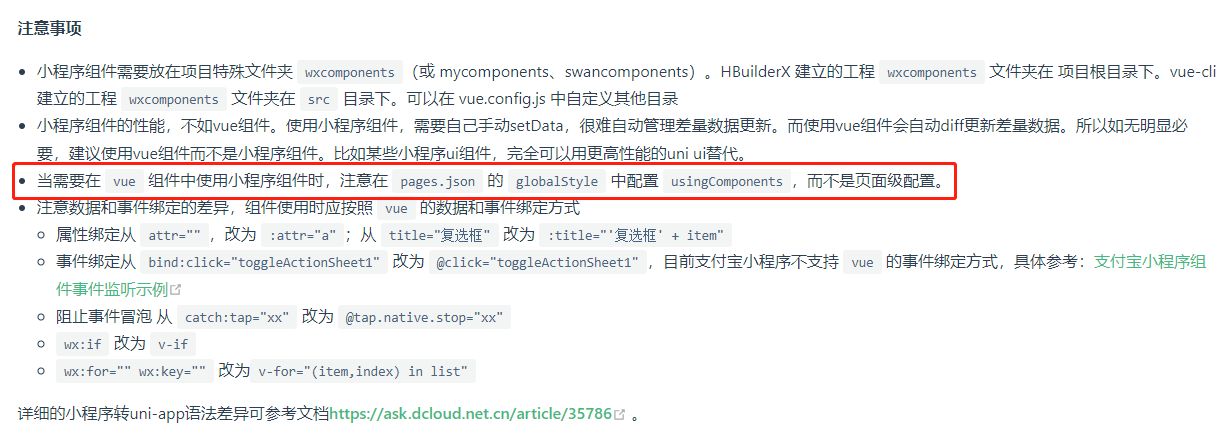 注意事项
小程序组件需要放在项目特殊文件夹 wxcomponents （或 mycomponents、swancomponents）。HBuilderX 建立的工程 wxcomponents 文件夹在 项目根目录下。vue-cli
建立的工程 wxcomponents 文件夹在 src 目录下。可以在 vue.config.js 中自定义其他目录
小程序组件的性能，不如vue组件。使用小程序组件，需要自己手动setData，很难自动管理差量数据更新。而使用vue组件会自动diff更新差量数据。所以如无明显必
要，建议使用vue组件而不是小程序组件。比如某些小程序ui组件，完全可以用更高性能的uni ui替代。
当需要在 vue 组件中使用小程序组件时，注意在 pages.json 的 globalStyle 中配置 usingComponents ，而不是页面级配置。
注意数据和事件绑定的差异，组件使用时应按照 vue 的数据和事件绑定方式
属性绑定从 attr="" ，改为 :attr="a" ；从 title="复选框" 改为 :title="'复选框' + item"
事件绑定从 bind:click="toggleActionSheet1" 改为 @click="toggleActionSheet1" ，目前支付宝小程序不支持 vue 的事件绑定方式，具体参考：支付宝小程序组
件事件监听示例
阻止事件冒泡 从 catch:tap="xx" 改为 @tap.native.stop="xx"
wx:if 改为 v-if
wx:for="" wx:key="" 改为 v-for="(item,index) in list"
详细的小程序转uni-app语法差异可参考文档https://ask.dcloud.net.cn/article/35786 。